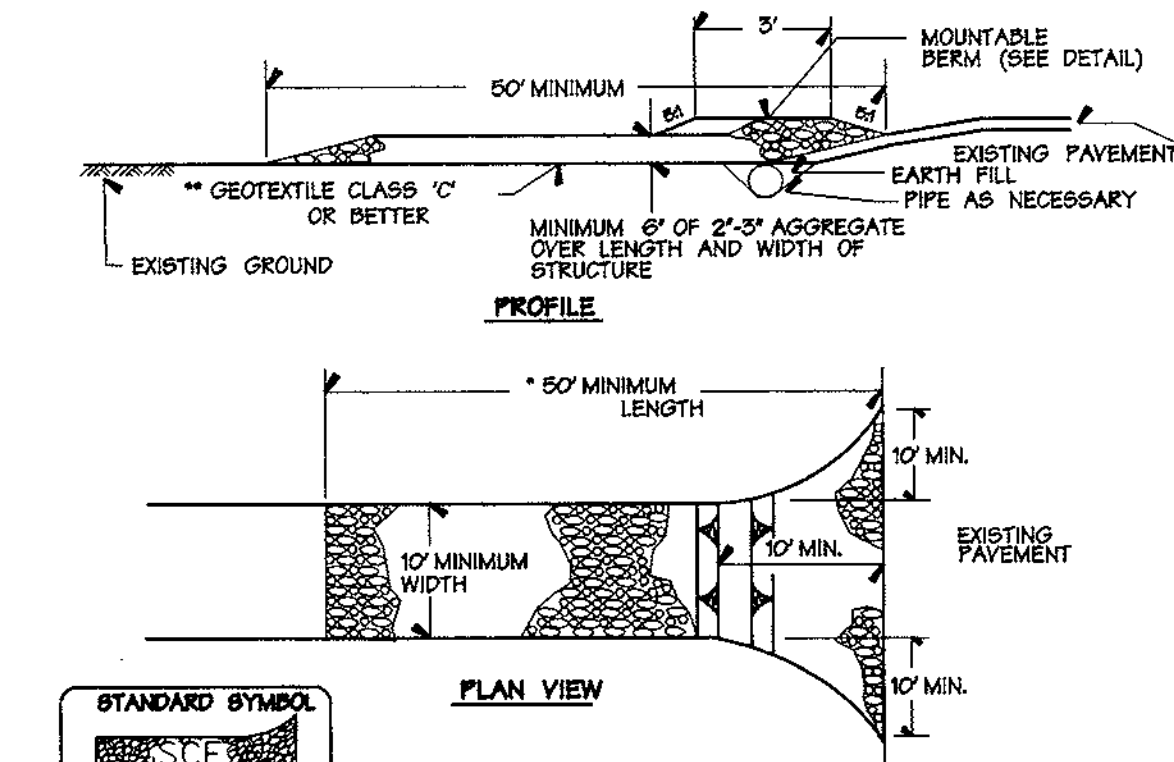 3'
MOUNTABLE
BERM (SEE DETAIL)
50' MINIMUM
5:1
5:1
EXISTING PAVEMENT
** GEOTEXTILE CLASS 'C'
OR BETTER
EARTH FILL
PIPE AS NECESSARY
MINIMUM 6" OF 2"-3" AGGREGATE
OVER LENGTH AND WIDTH OF
STRUCTURE
EXISTING GROUND
PROFILE
* 50' MINIMUM
LENGTH
10' MIN.
10' MINIMUM
WIDTH
10' MIN.
EXISTING
PAVEMENT
10' MIN.
PLAN VIEW
STANDARD SYMBOL
SCE